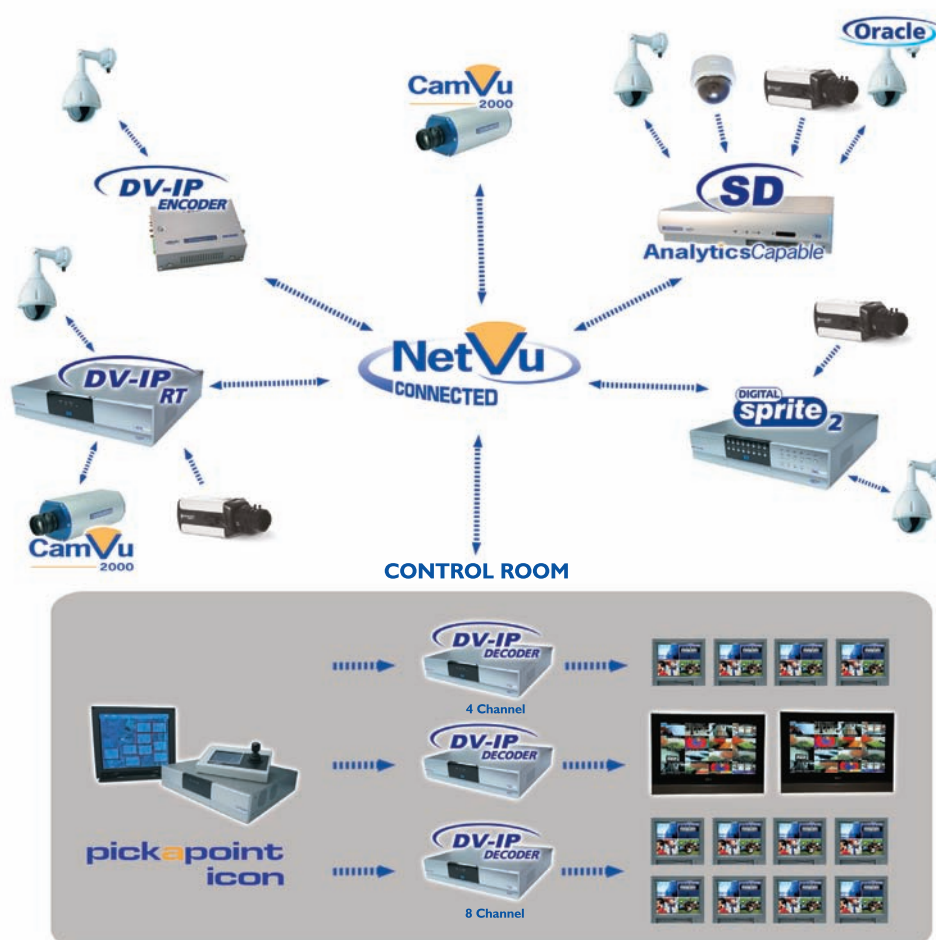 Oracle
CamVu
2000
DV-IP
ENCODER
SD
AnalyticsCapable
NetVu
CONNECTED
DV-IP
RT
DIGITAL
sprite 2
CamVu
2000
CONTROL ROOM
DV-IP
DECODER
4 Channel
DV-IP
DECODER
pickapoint
icon
DV-IP
DECODER
8 Channel